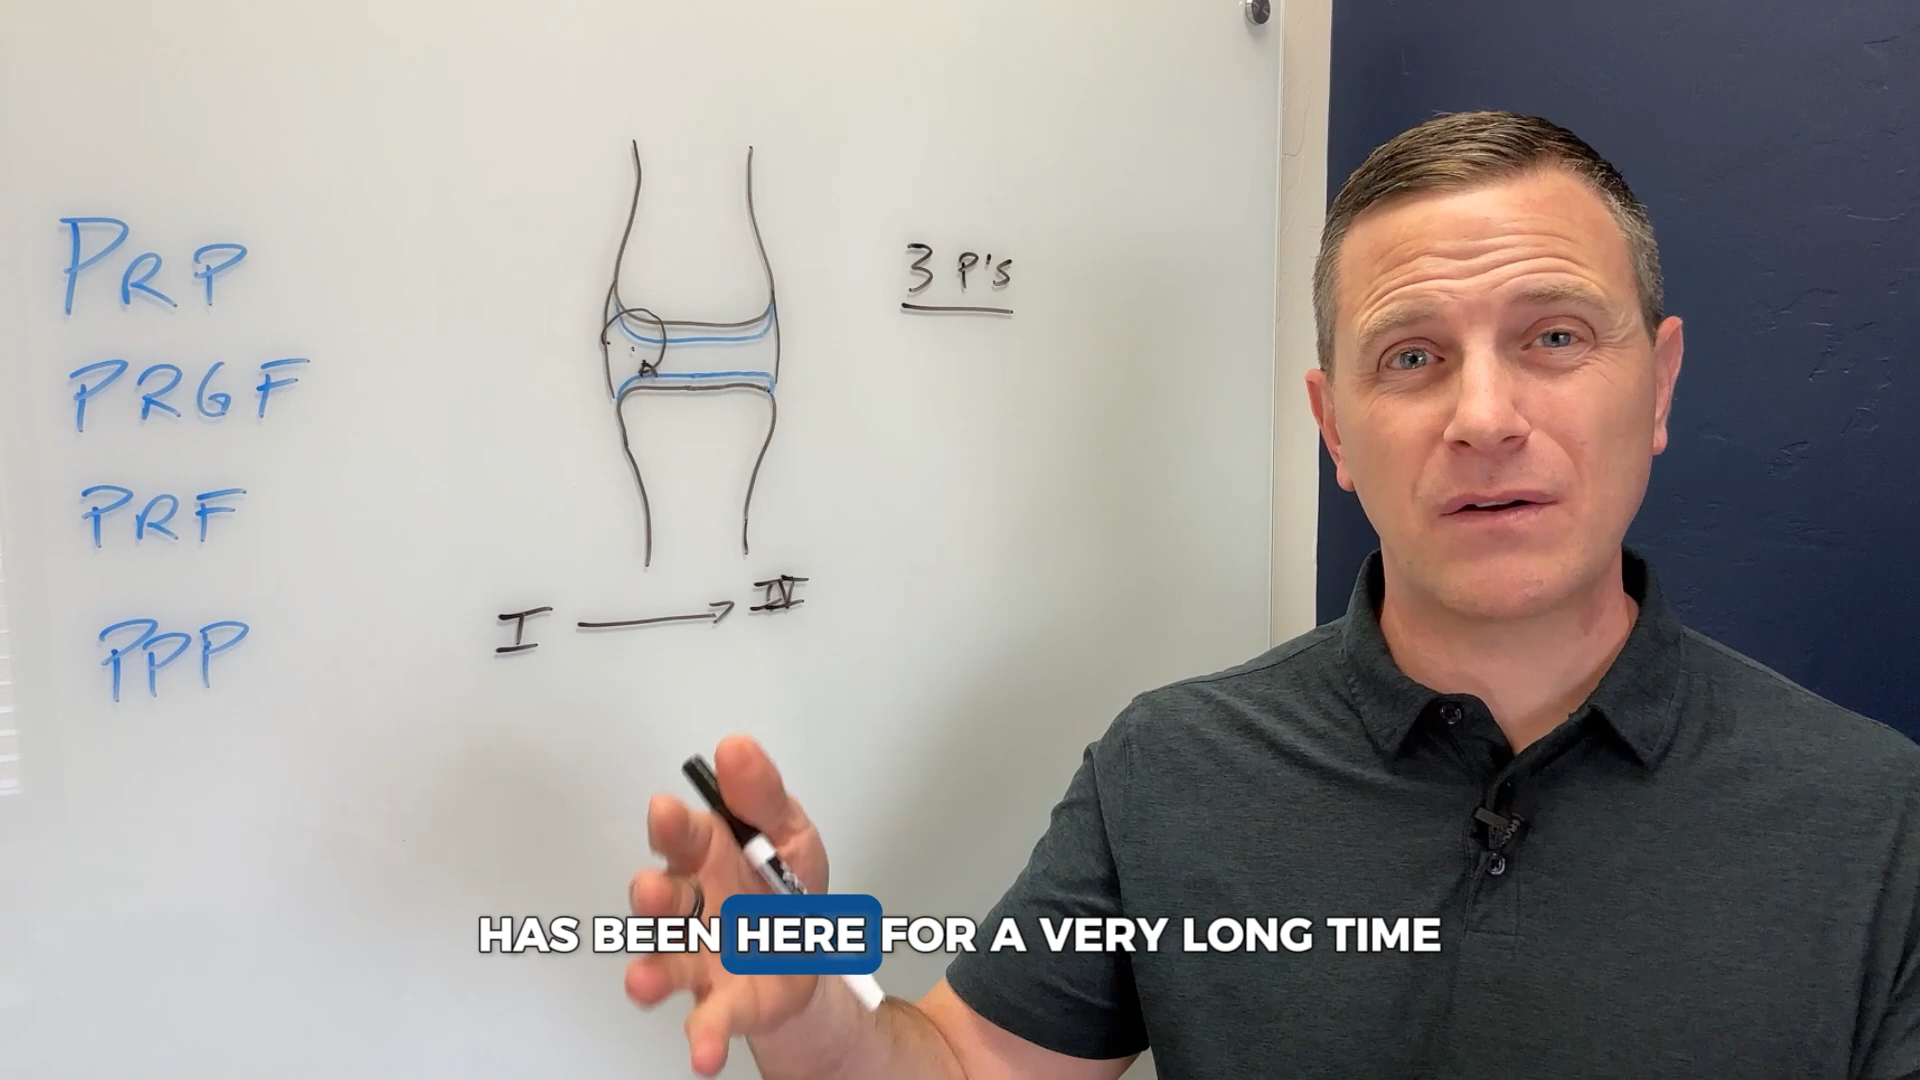 PRP
PRGF
PRF
PPP
3 P'S
I → IV
HAS BEEN HERE FOR A VERY LONG TIME